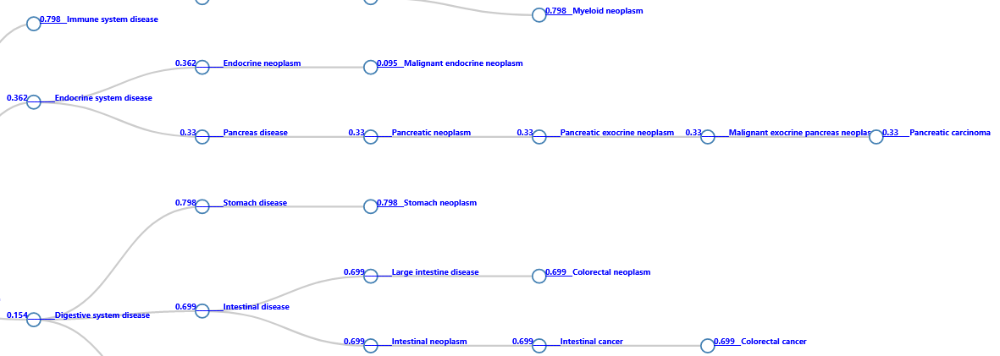 0.798 Immune system disease
0.798 Myeloid neoplasm
0.362 Endocrine neoplasm
0.095 Malignant endocrine neoplasm
0.362 Endocrine system disease
0.33 Pancreas disease
0.33 Pancreatic neoplasm
0.33 Pancreatic exocrine neoplasm
0.33 Malignant exocrine pancreas neoplas
0.33 Pancreatic carcinoma
0.798 Stomach disease
0.798 Stomach neoplasm
0.699 Large intestine disease
0.699 Colorectal neoplasm
0.699 Intestinal disease
0.154 Digestive system disease
0.699 Intestinal neoplasm
0.699 Intestinal cancer
0.699 Colorectal cancer